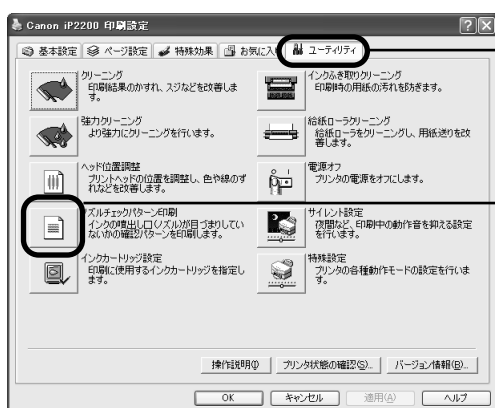 Canon iP2200 印刷設定
基本設定 ページ設定 特殊効果 お気に入り ユーティリティ
クリーニング
印刷結果のかすれ、スジなどを改善しま
す。
インクふき取りクリーニング
印刷時の用紙の汚れを防ぎます。
強力クリーニング
より強力にクリーニングを行います。
給紙ローラクリーニング
給紙ローラをクリーニングし、用紙送りを改
善します。
ヘッド位置調整
プリントヘッドの位置を調整し、色や線のず
れなどを改善します。
電源オフ
プリンタの電源をオフにします。
ノズルチェックパターン印刷
インクの噴出し口(ノズル)が目づまりしてい
ないかの確認パターンを印刷します。
サイレント設定
夜間など、印刷中の動作音を抑える設定
を行います。
インクカートリッジ設定
印刷に使用するインクカートリッジを指定し
ます。
特殊設定
プリンタの各種動作モードの設定を行いま
す。
操作説明(I) プリンタ状態の確認(S)... バージョン情報(B)...
OK キャンセル 適用(A) ヘルプ